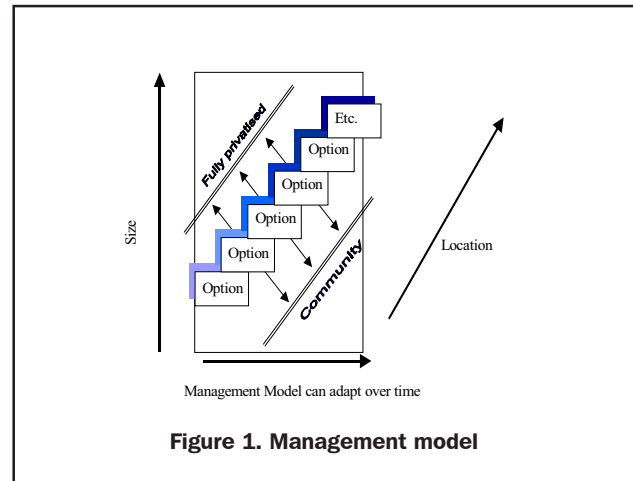 Size
Fully privatised
Etc.
Option
Option
Option
Option
Option
Community
Location
Management Model can adapt over time
Figure 1. Management model